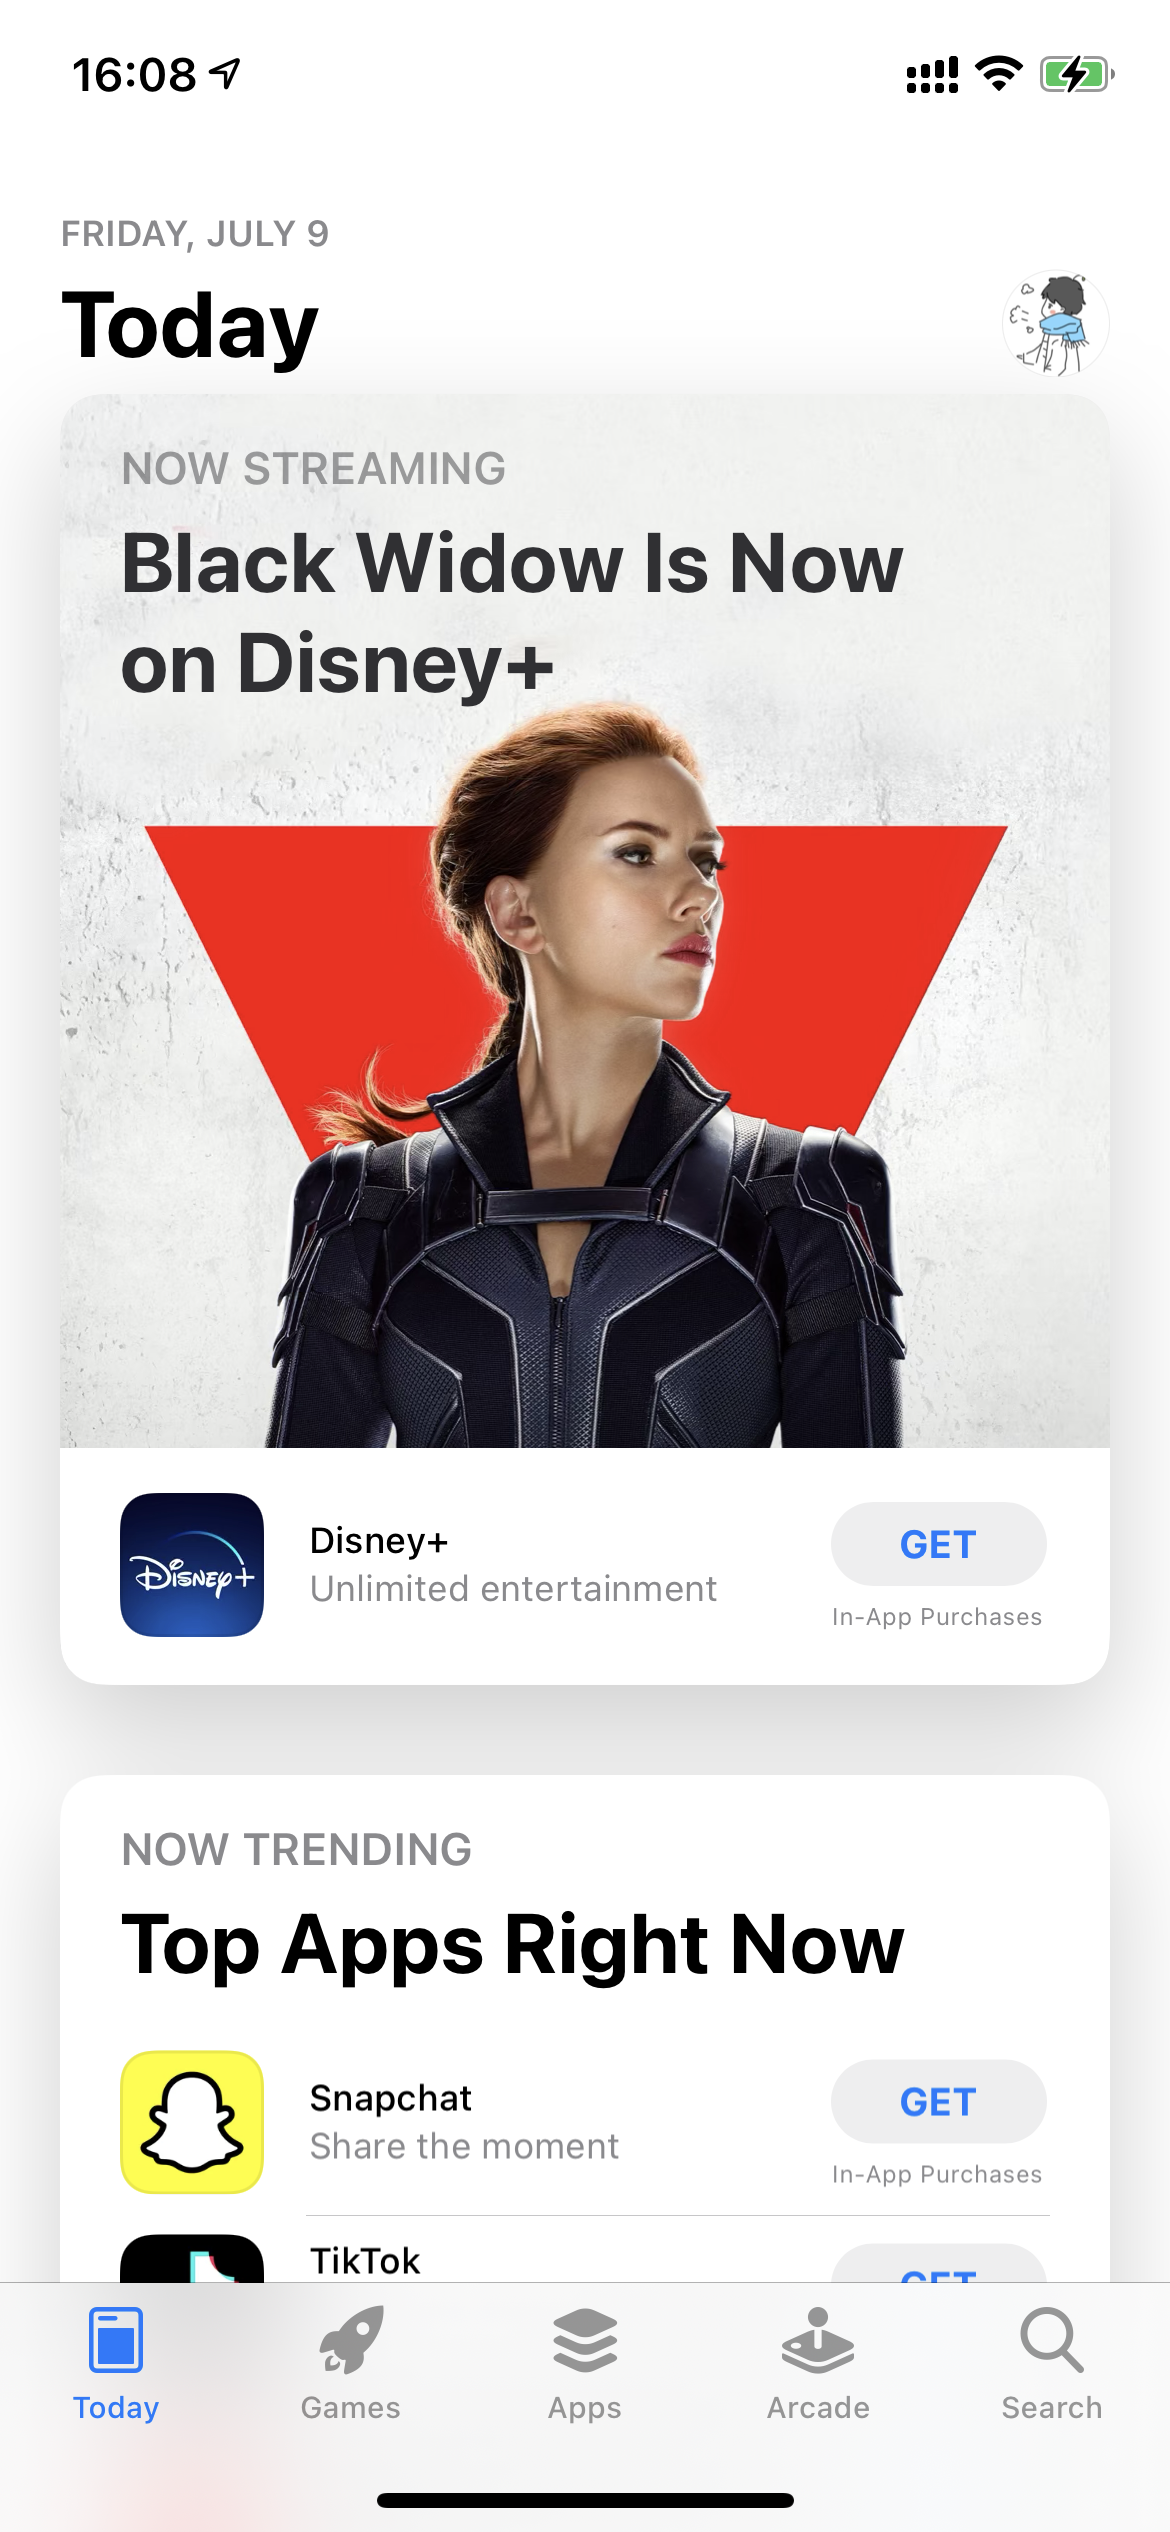 16:08
FRIDAY, JULY 9
Today
NOW STREAMING
Black Widow Is Now
on Disney+
Disney+
Disney+
Unlimited entertainment
GET
In-App Purchases
NOW TRENDING
Top Apps Right Now
Snapchat
Share the moment
GET
In-App Purchases
TikTok
GET
Today
Games
Apps
Arcade
Search